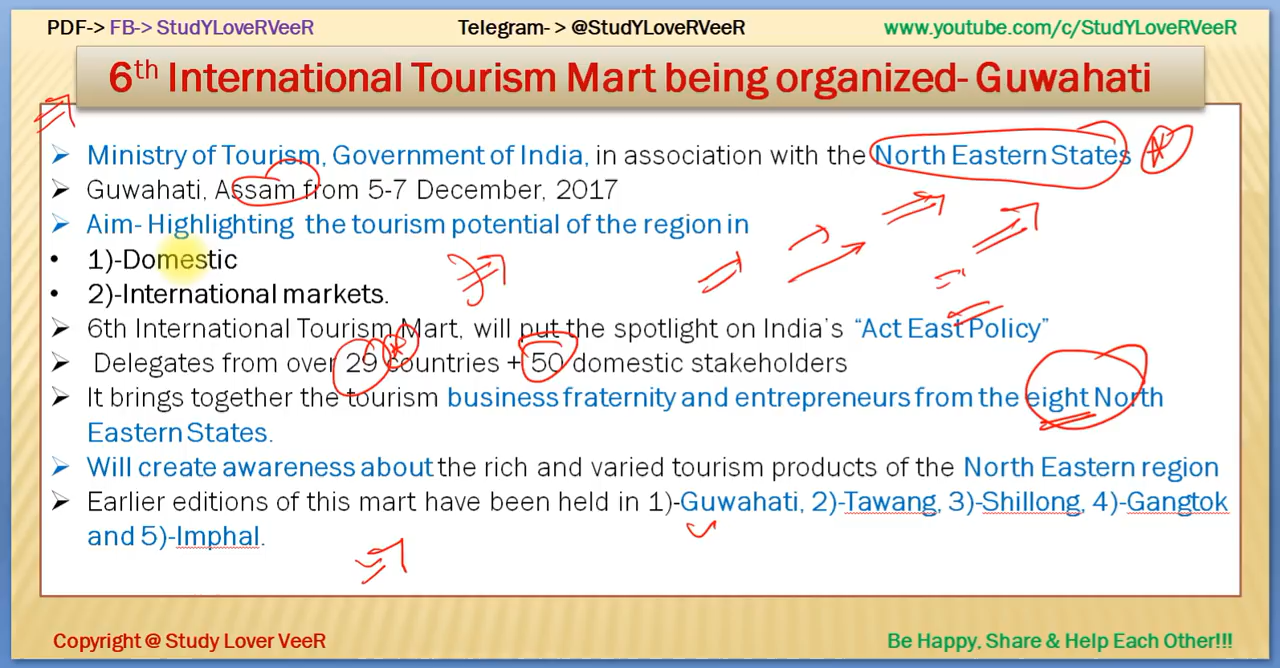 PDF-> FB-> StudYLoveRVeeR Telegram- > @StudYLoveRVeeR www.youtube.com/c/StudYLOVeRVEeR
6th International Tourism Mart being organized- Guwahati
➢ Ministry of Tourism, Government of India, in association with the North Eastern States
➢ Guwahati, Assam from 5-7 December, 2017
➢ Aim- Highlighting the tourism potential of the region in
• 1)-Domestic
• 2)-International markets.
➢ 6th International Tourism Mart, will put the spotlight on India's "Act East Policy"
➢ Delegates from over 29 countries + 50 domestic stakeholders
➢ It brings together the tourism business fraternity and entrepreneurs from the eight North
Eastern States.
➢ Will create awareness about the rich and varied tourism products of the North Eastern region
➢ Earlier editions of this mart have been held in 1)-Guwahati, 2)-Tawang, 3)-Shillong, 4)-Gangtok
and 5)-Imphal.
Copyright @ Study Lover VeeR Be Happy, Share & Help Each Other!!!